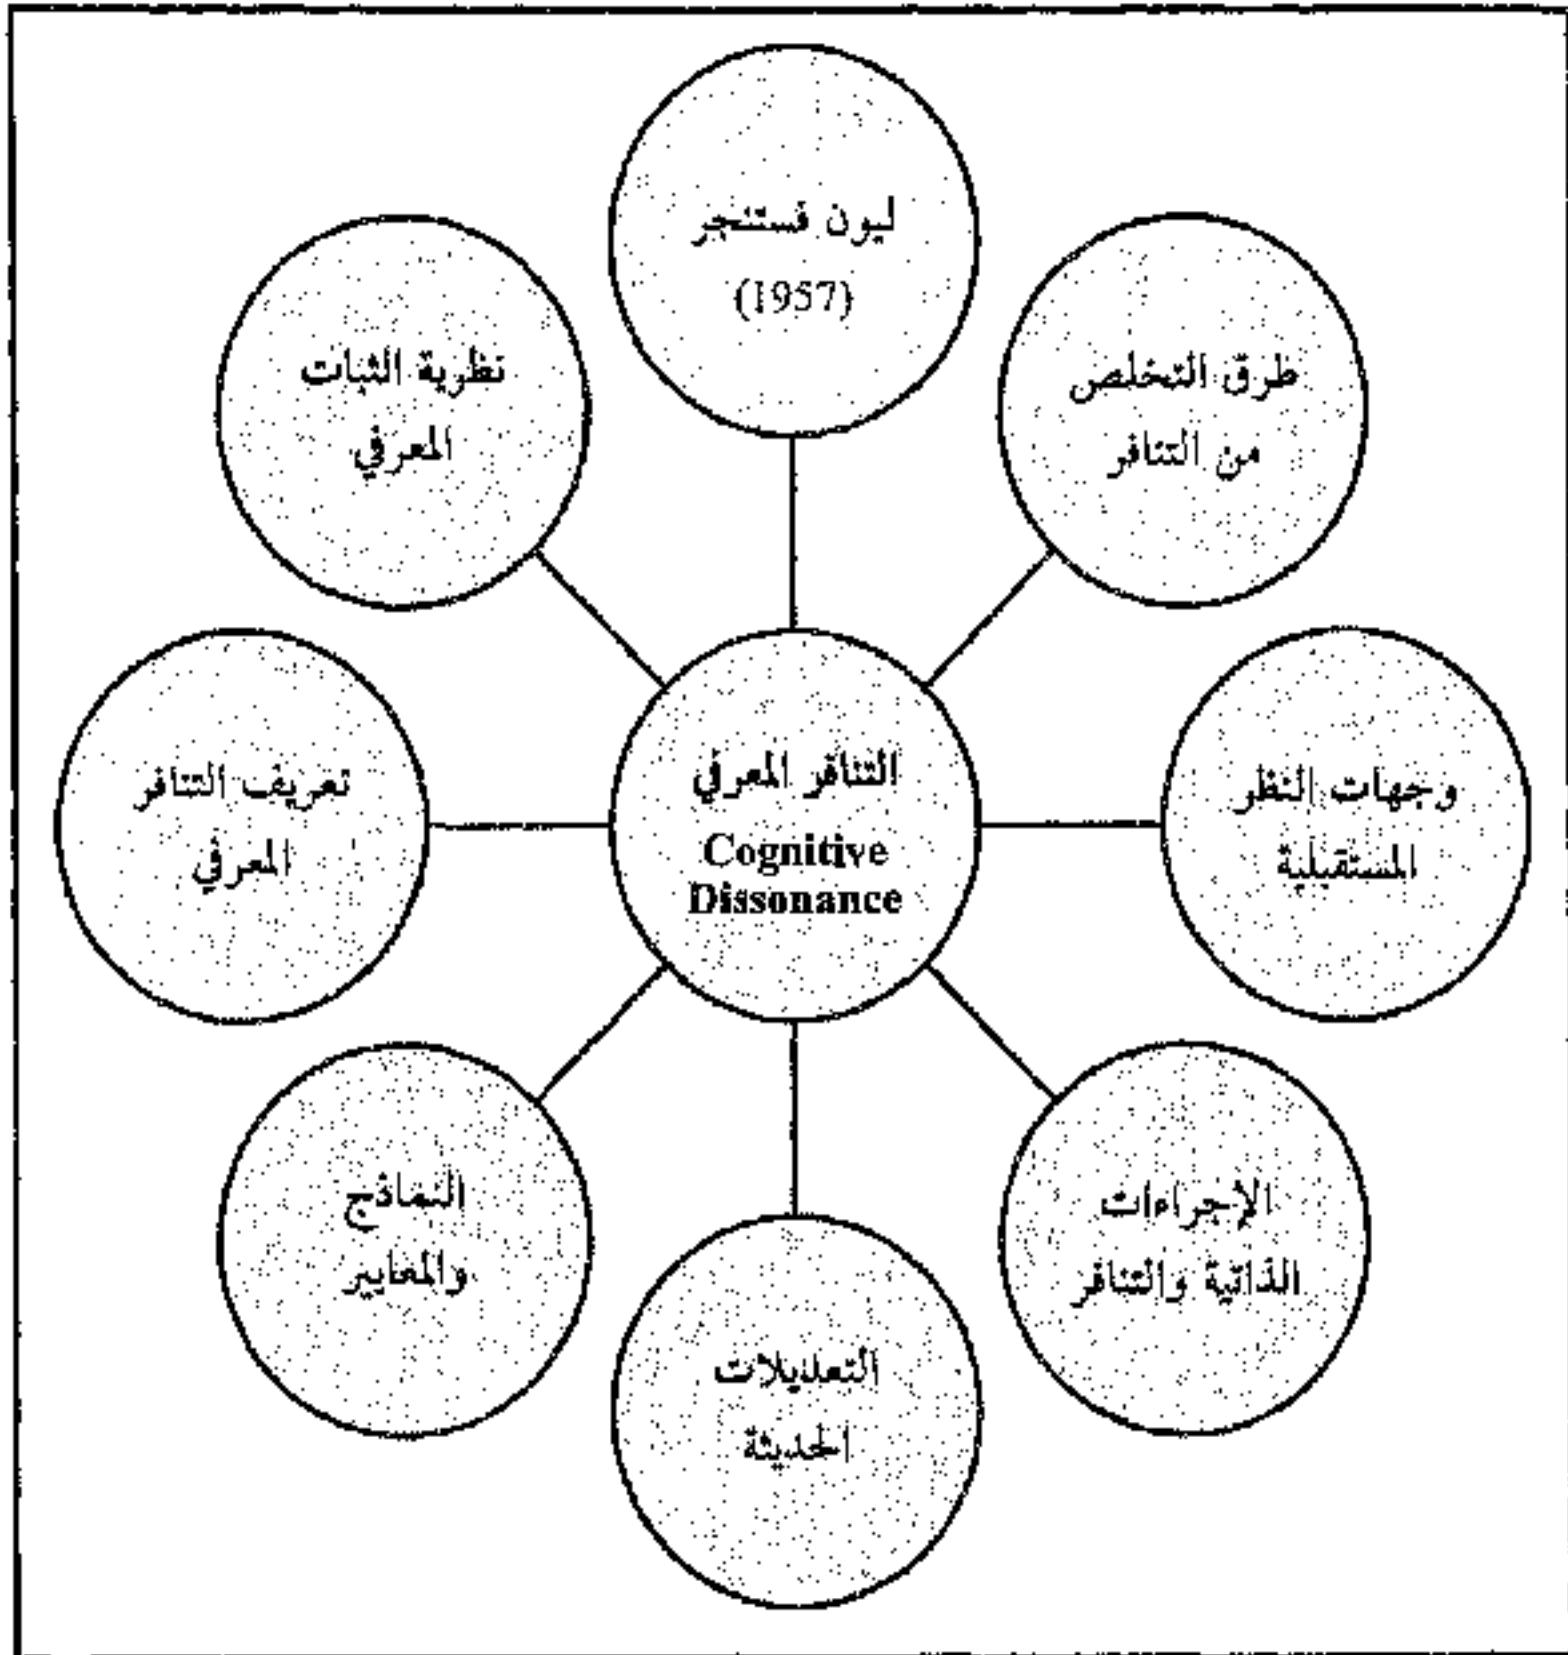 ليون فستنجر
(1957)
طرق التخلص
من التنافر
وجهات النظر
المستقبلية
الإجراءات
الذاتية والتنافر
التعديلات
الحديثة
النماذج
والمعايير
تعريف التنافر
المعرفي
نظرية الثبات
المعرفي
التنافر المعرفي
Cognitive
Dissonance